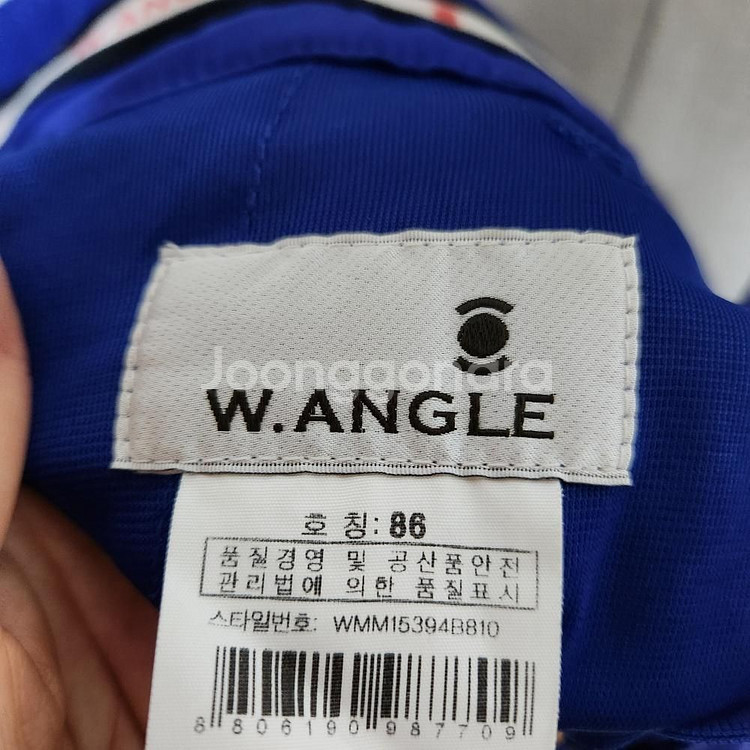 Joonggonara
W.ANGLE
호 칭: 86
품질경영 및 공산품안전
관리법에 의한 품질표시
스타일번호: WMM15394B810
8 806190 987709